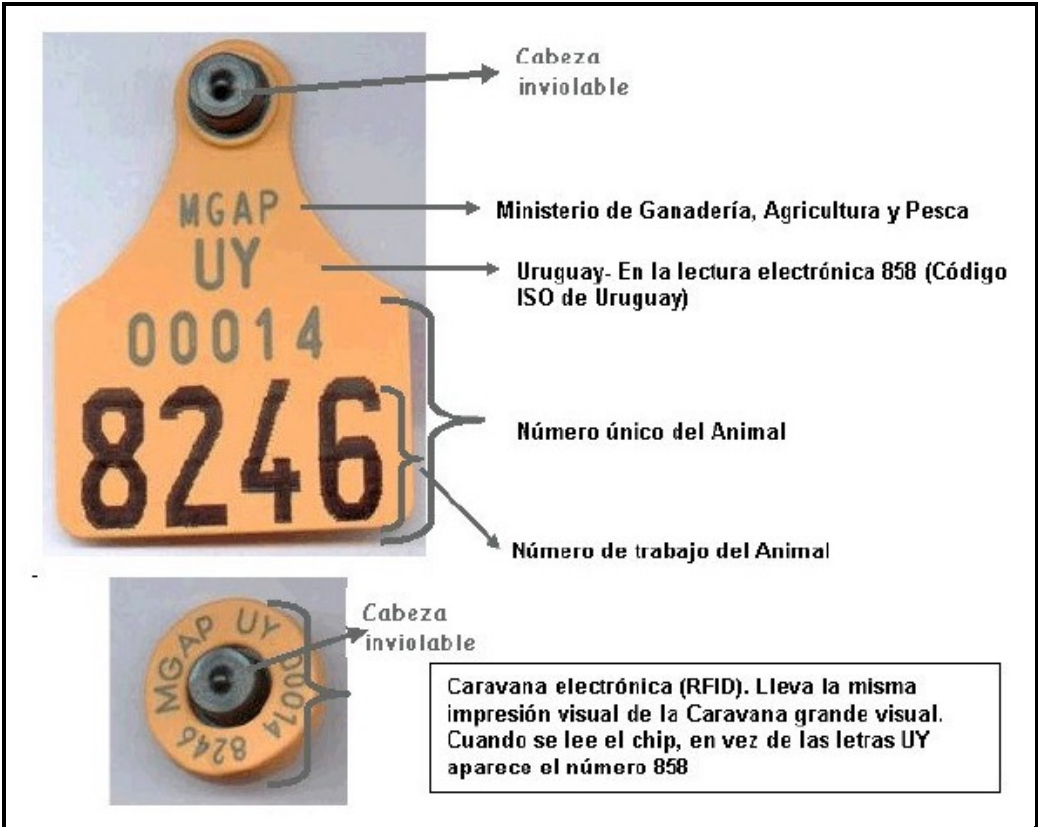 Cabeza
inviolable
MGAP
UY
00014
8246
Ministerio de Ganadería, Agricultura y Pesca
Uruguay- En la lectura electrónica 858 (Código
ISO de Uruguay)
Número único del Animal
Número de trabajo del Animal
-
Cabeza
inviolable
MGAP UY 00014 8246
Caravana electrónica (RFID). Lleva la misma
impresión visual de la Caravana grande visual.
Cuando se lee el chip, en vez de las letras UY
aparece el número 858